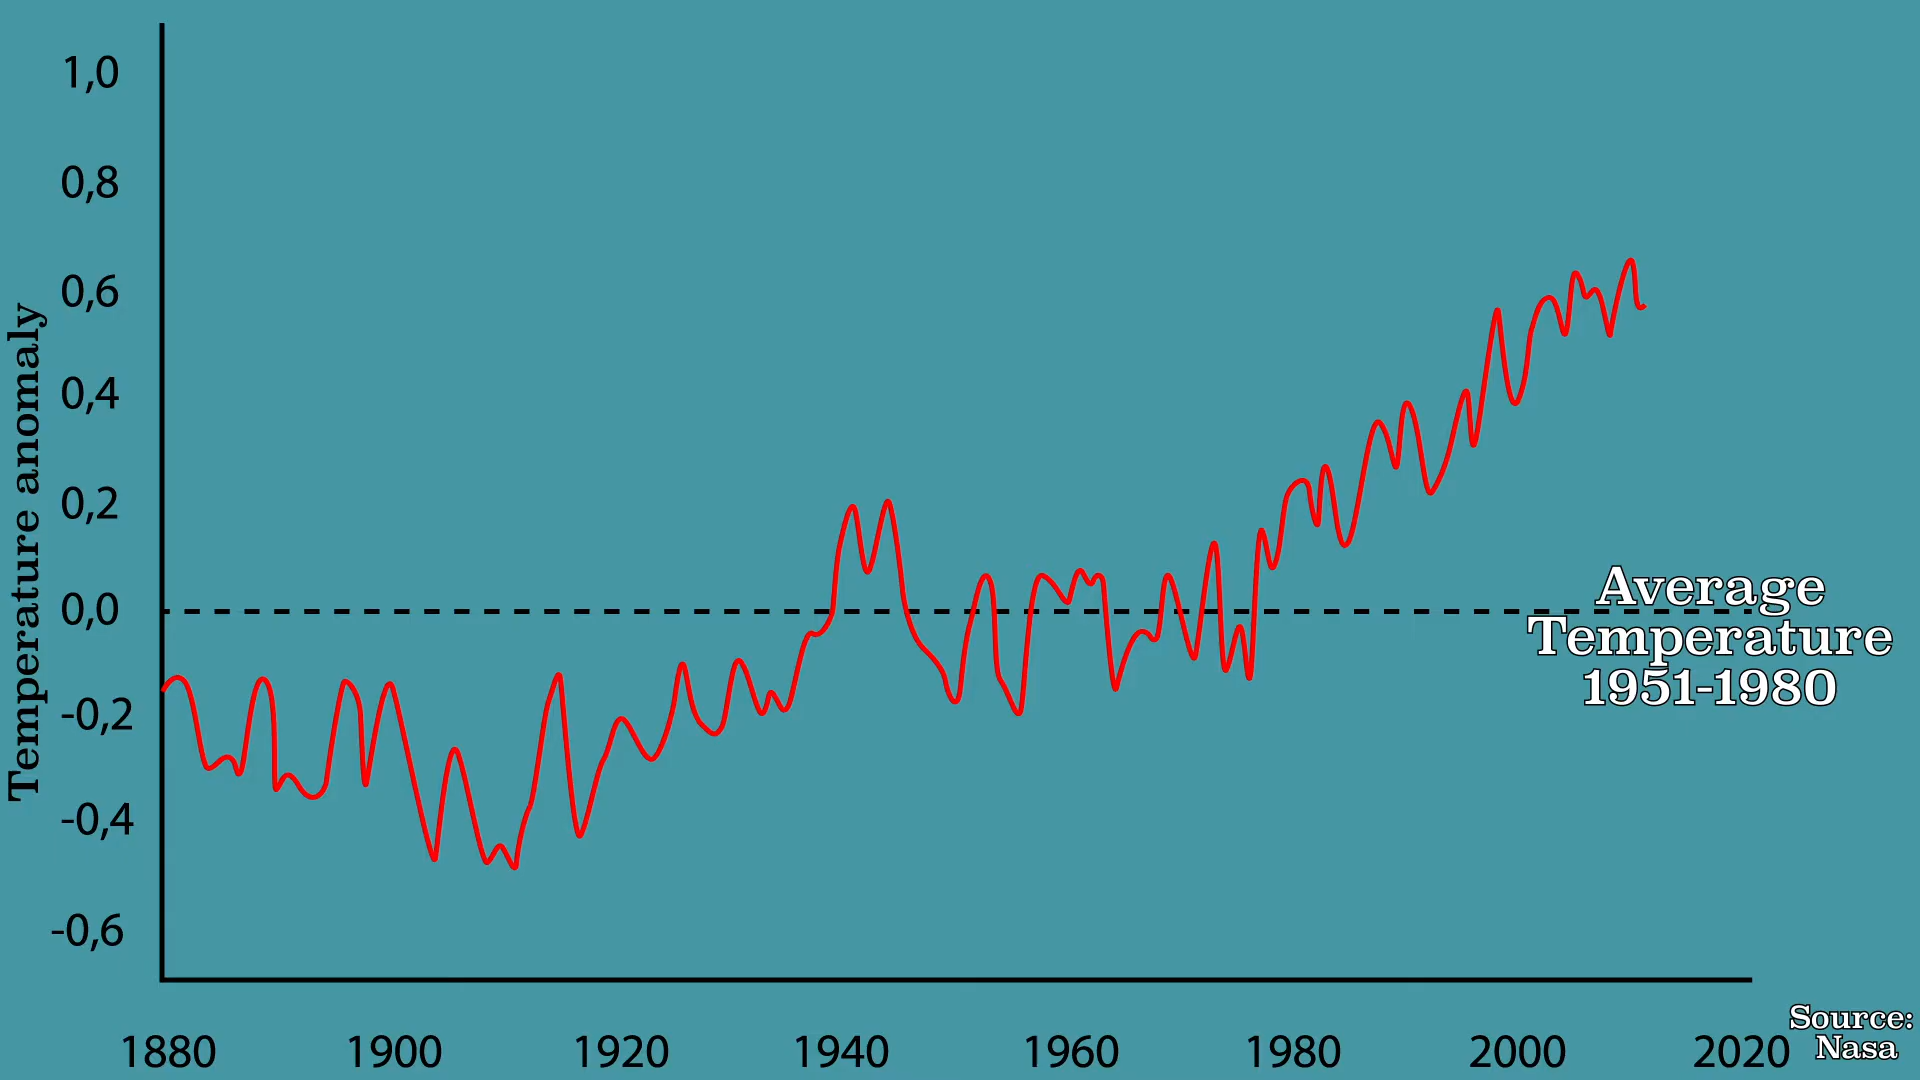 1,0
0,8
0,6
0,4
0,2
0,0
-0,2
-0,4
-0,6
Temperature anomaly
Average
Temperature
1951-1980
1880 1900 1920 1940 1960 1980 2000 2020
Source:
Nasa